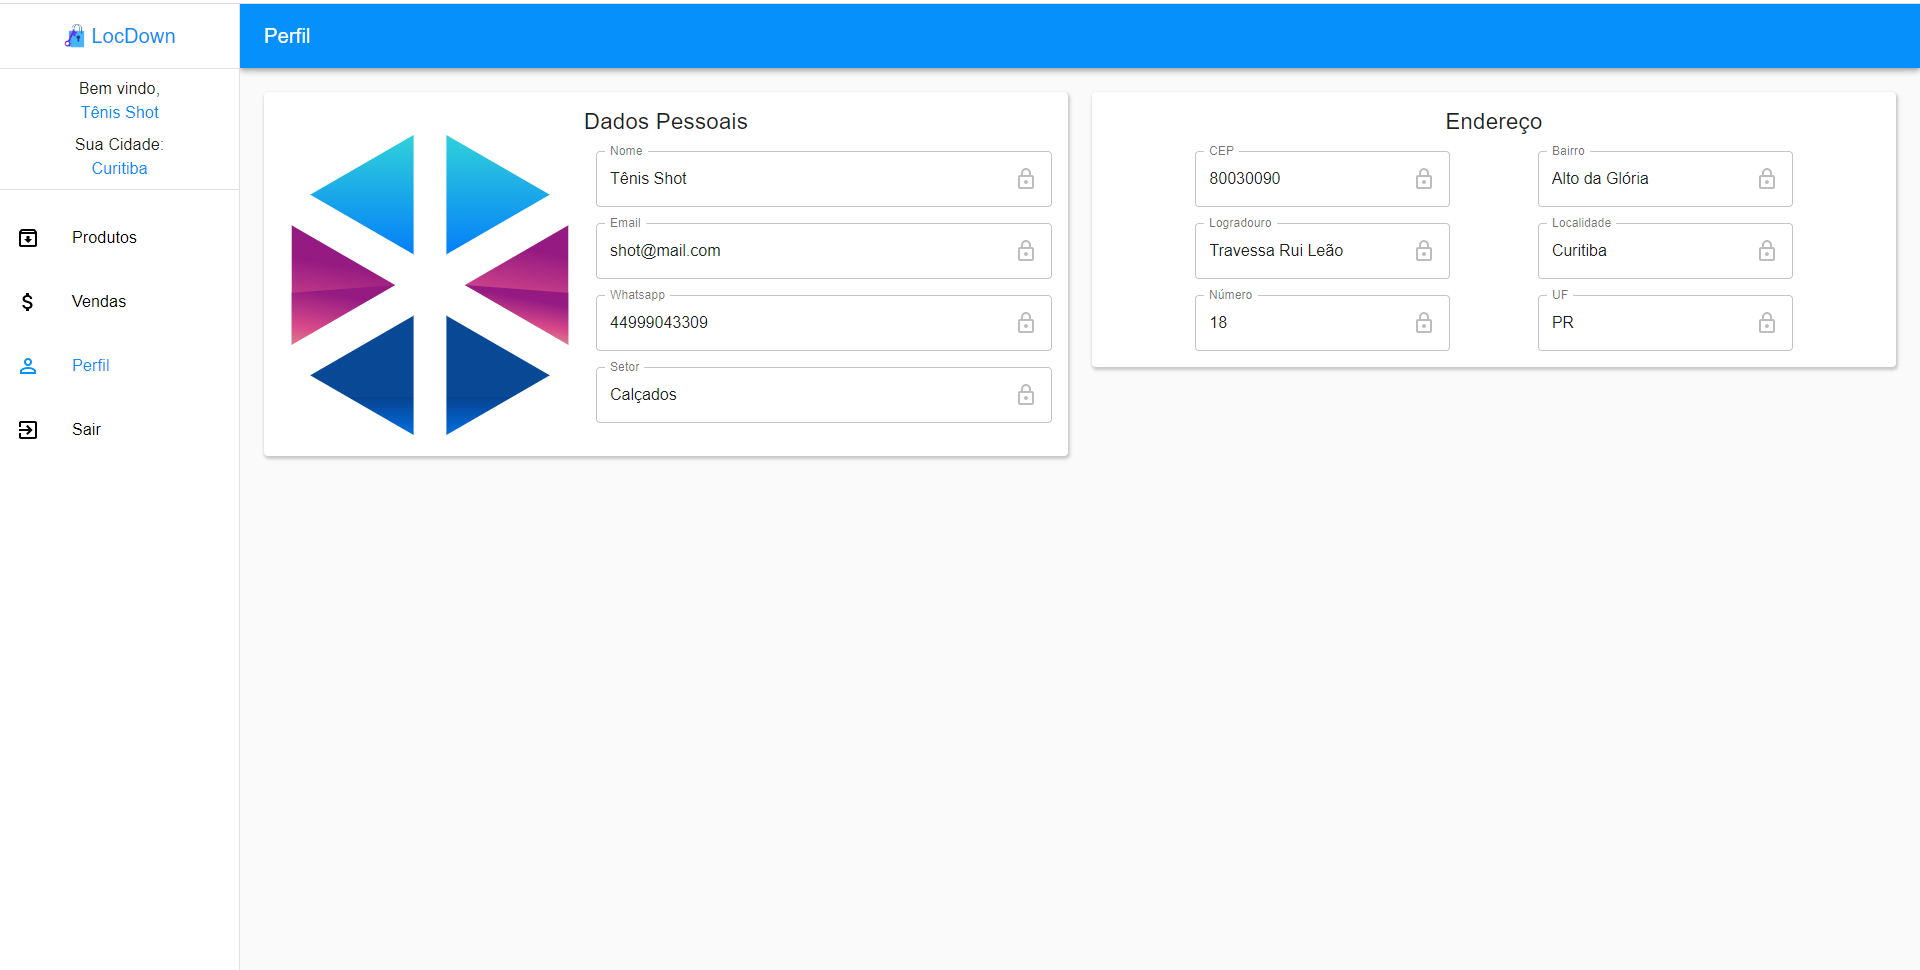 LocDown
Perfil
Bem vindo,
Tênis Shot
Sua Cidade:
Curitiba
Produtos
Vendas
Perfil
Sair
Dados Pessoais
Nome
Tênis Shot
Email
shot@mail.com
Whatsapp
44999043309
Setor
Calçados
Endereço
CEP
80030090
Bairro
Alto da Glória
Logradouro
Travessa Rui Leão
Localidade
Curitiba
Número
18
UF
PR